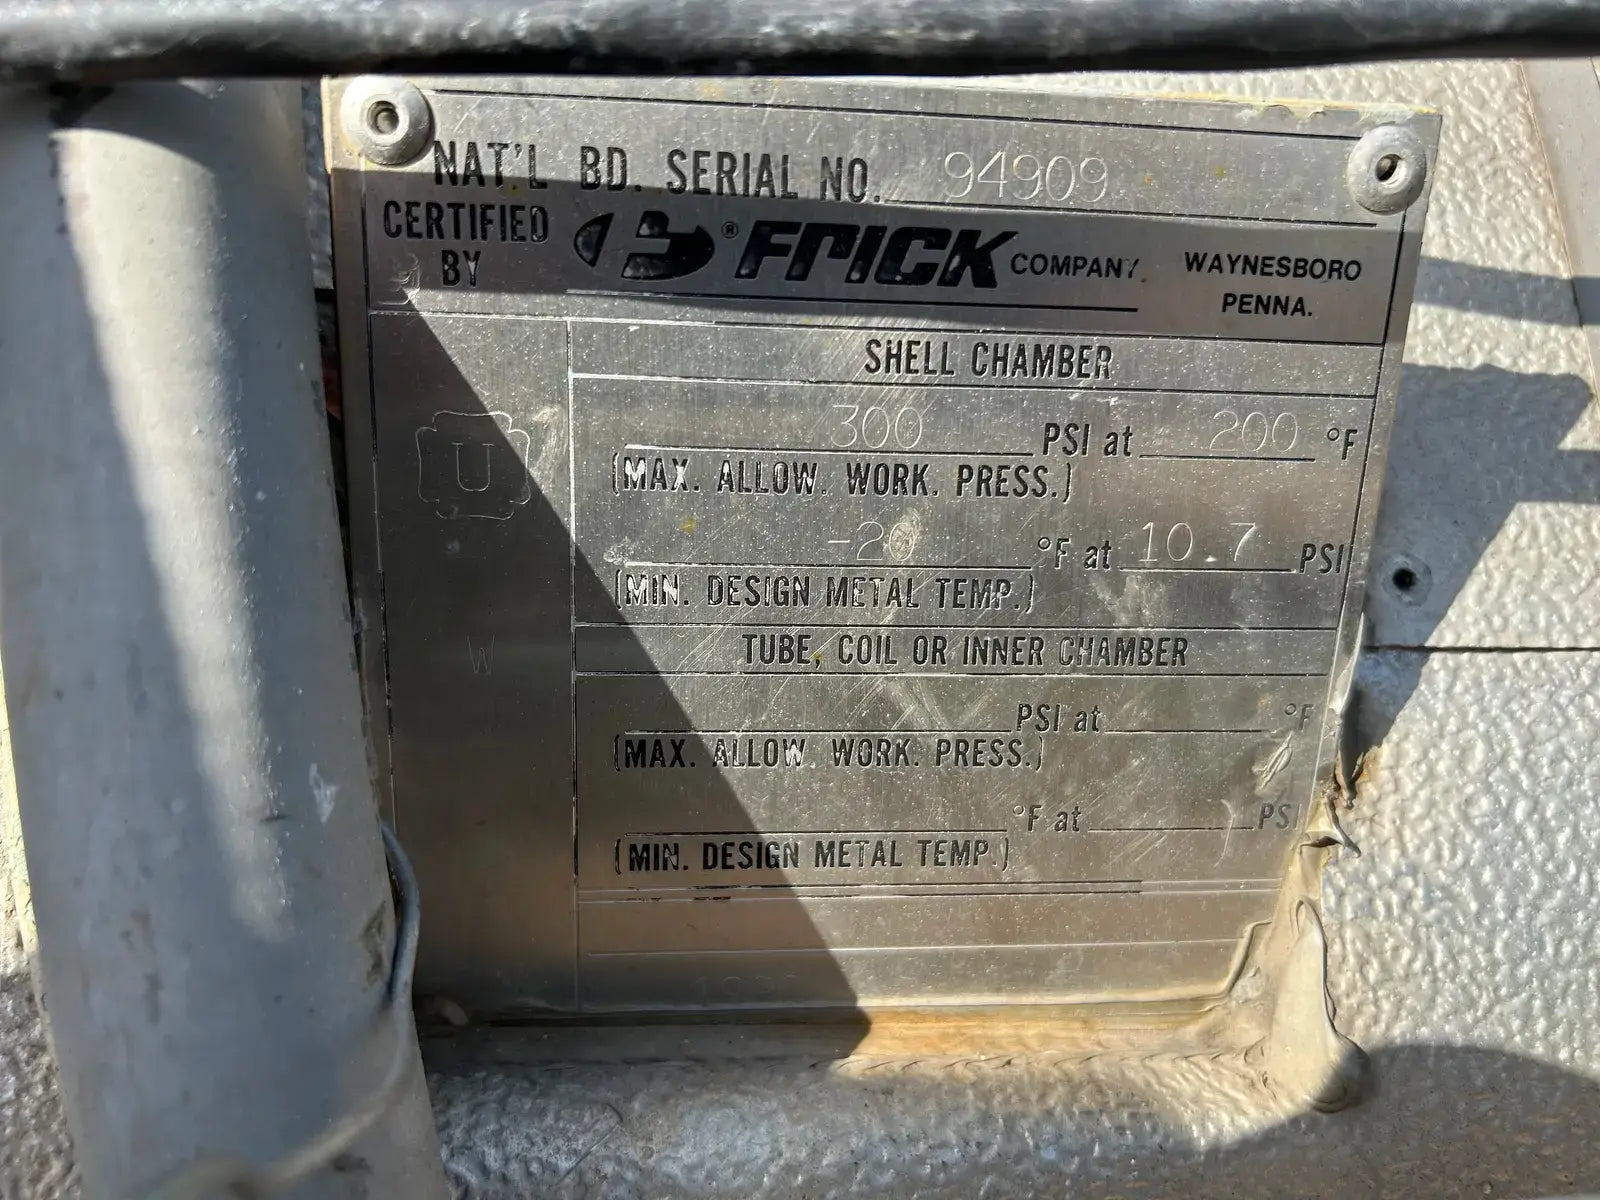 NAT'L BD. SERIAL NO. 94909
CERTIFIED BY
® FRICK COMPANY
WAYNESBORO PENNA.
U
W
SHELL CHAMBER
300 PSI at 200 °F
(MAX. ALLOW. WORK. PRESS.)
-20 °F at 10.7 PSI
(MIN. DESIGN METAL TEMP.)
TUBE, COIL OR INNER CHAMBER
PSI at °F
(MAX. ALLOW. WORK. PRESS.)
°F at PSI
(MIN. DESIGN METAL TEMP.)